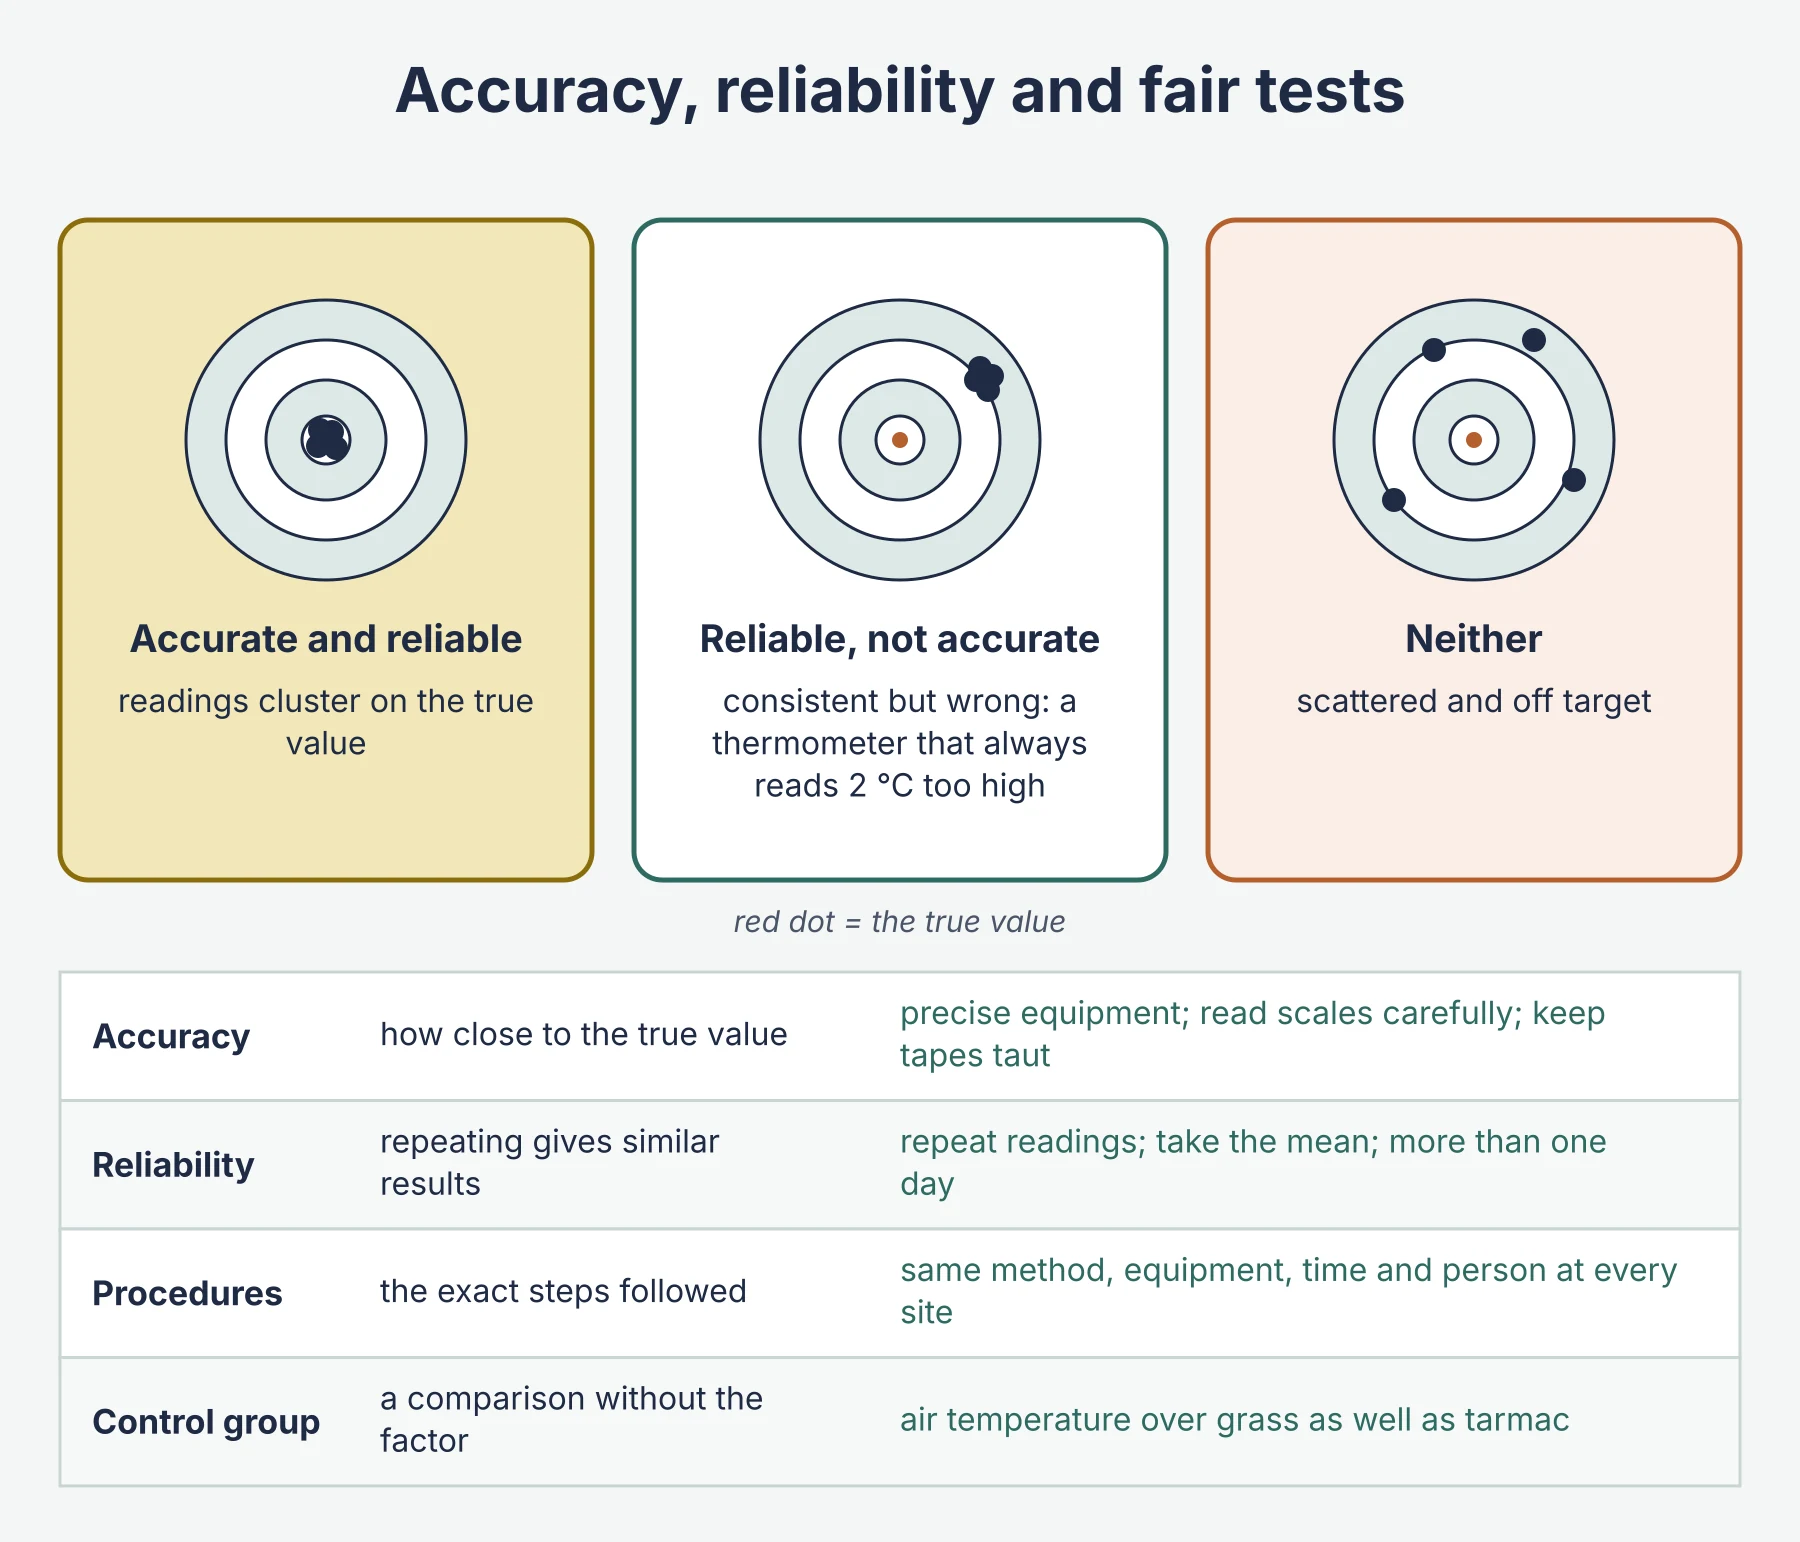 Accuracy, reliability and fair tests
Accurate and reliable
readings cluster on the true
value
Reliable, not accurate
consistent but wrong: a
thermometer that always
reads 2 °C too high
Neither
scattered and off target
red dot = the true value
Accuracy
how close to the true value
precise equipment; read scales carefully; keep
tapes taut
Reliability
repeating gives similar
results
repeat readings; take the mean; more than one
day
Procedures
the exact steps followed
same method, equipment, time and person at every
site
Control group
a comparison without the
factor
air temperature over grass as well as tarmac